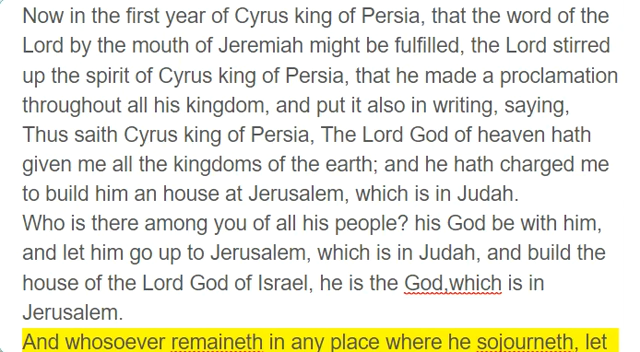 Now in the first year of Cyrus king of Persia, that the word of the
Lord by the mouth of Jeremiah might be fulfilled, the Lord stirred
up the spirit of Cyrus king of Persia, that he made a proclamation
throughout all his kingdom, and put it also in writing, saying,
Thus saith Cyrus king of Persia, The Lord God of heaven hath
given me all the kingdoms of the earth; and he hath charged me
to build him an house at Jerusalem, which is in Judah.
Who is there among you of all his people? his God be with him,
and let him go up to Jerusalem, which is in Judah, and build the
house of the Lord God of Israel, he is the God,which is in
Jerusalem.
And whosoever remaineth in any place where he sojourneth, let